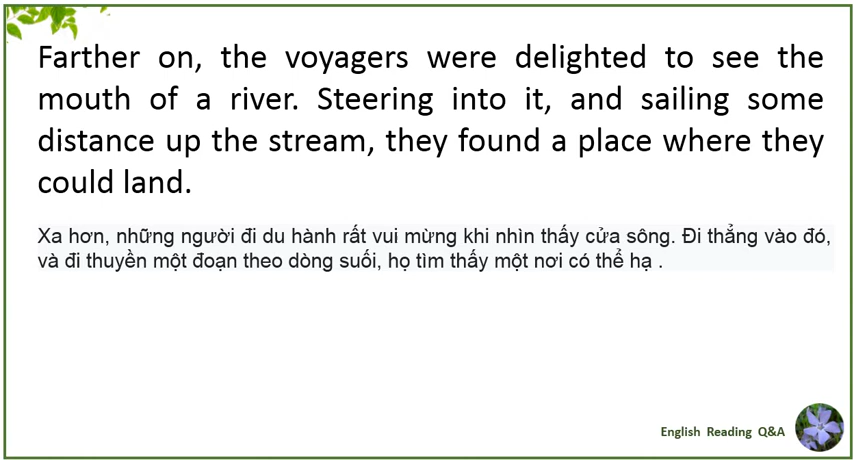 Farther on, the voyagers were delighted to see the
mouth of a river. Steering into it, and sailing some
distance up the stream, they found a place where they
could land.
Xa hơn, những người đi du hành rất vui mừng khi nhìn thấy cửa sông. Đi thẳng vào đó,
và đi thuyền một đoạn theo dòng suối, họ tìm thấy một nơi có thể hạ .
English Reading Q&A